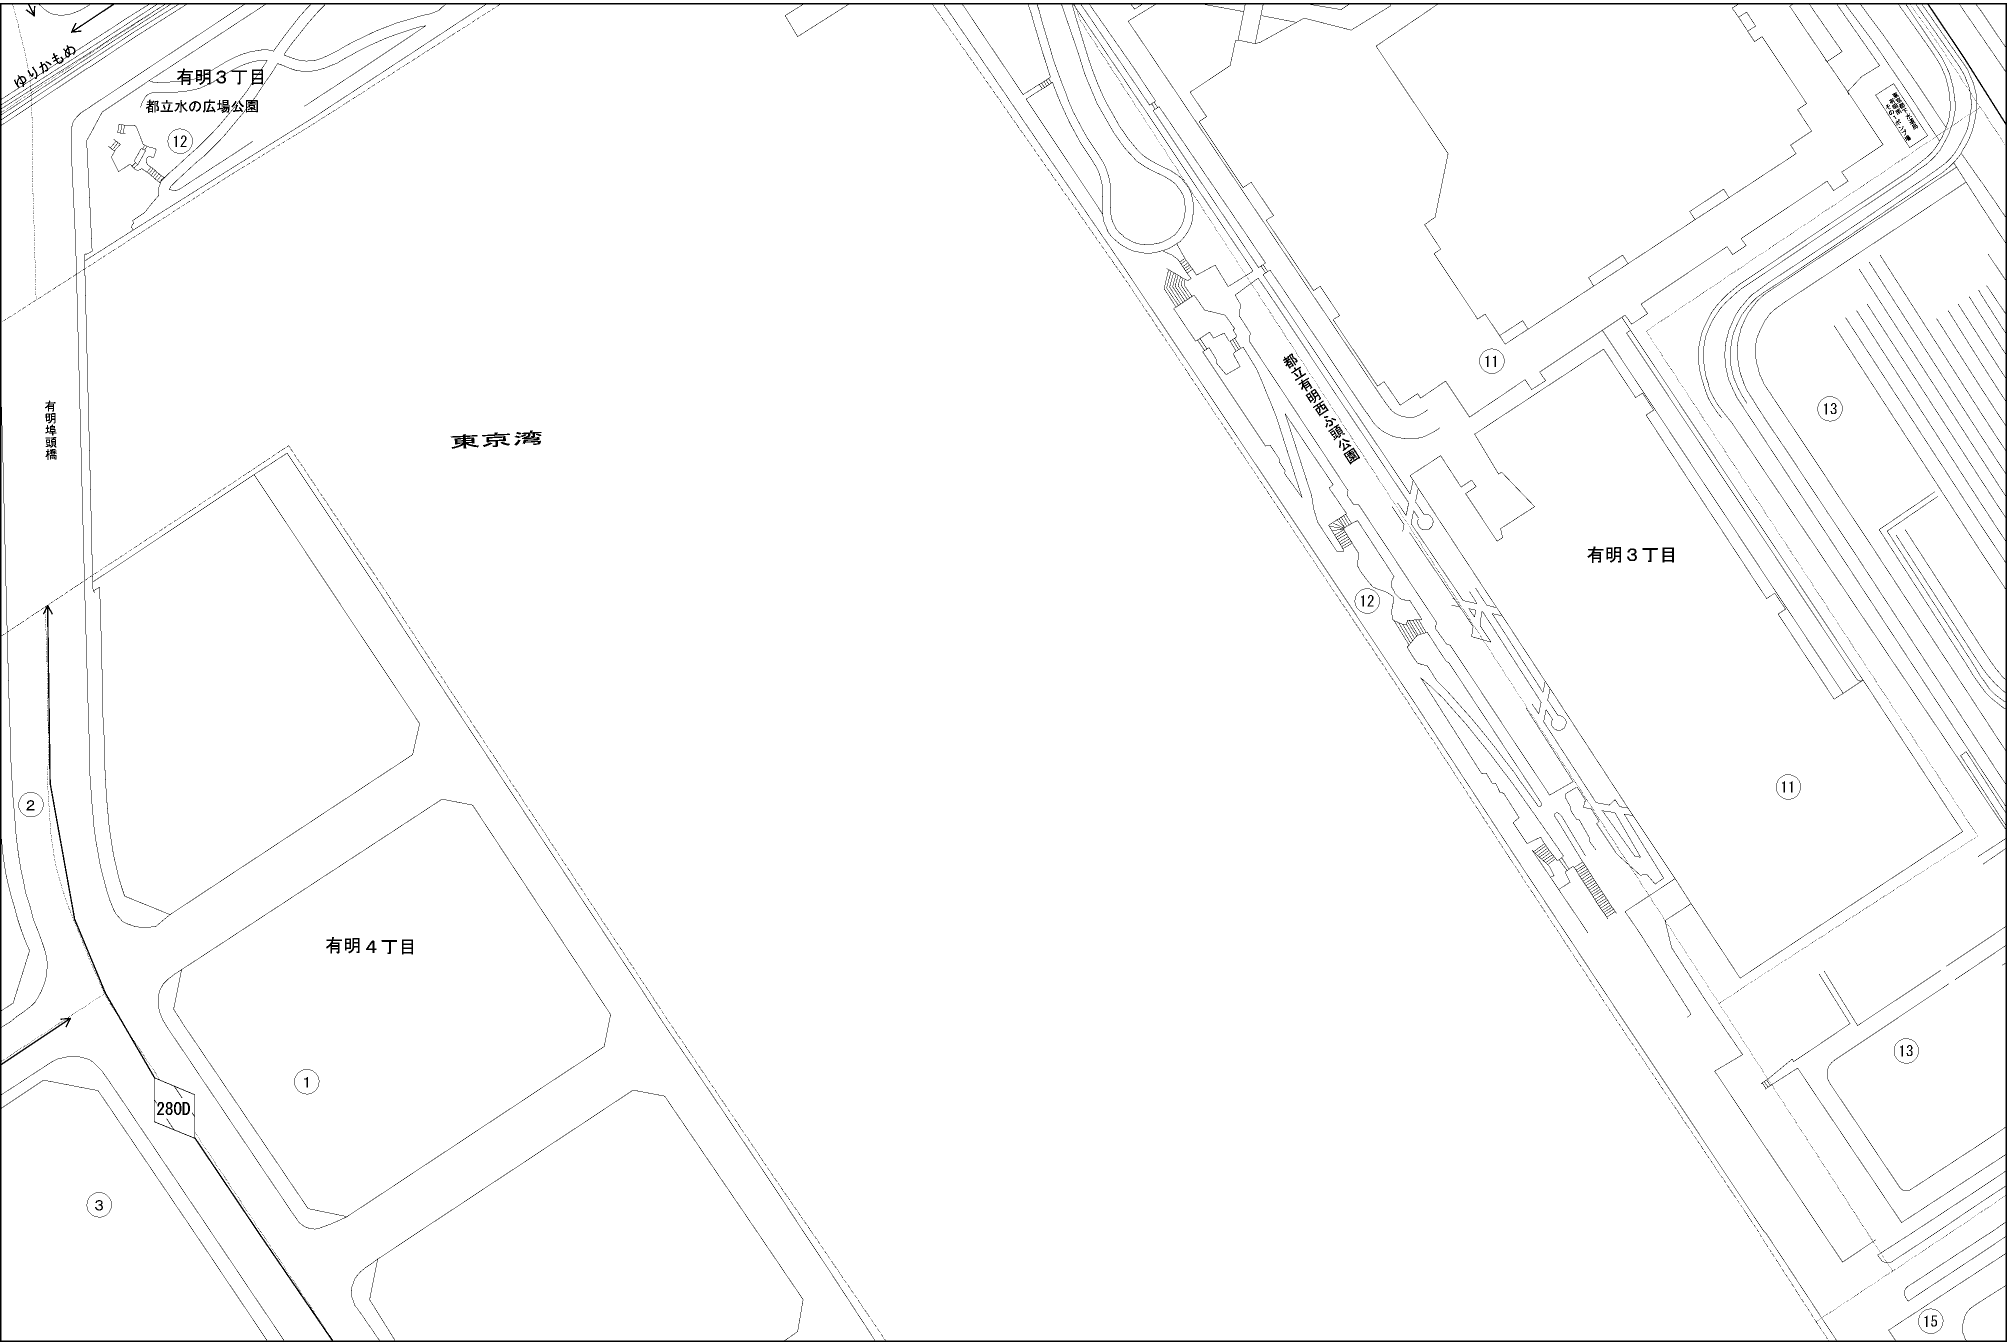 ゆりかもめ
有明３丁目
都立水の広場公園
12
有明埠頭橋
東京湾
都立有明西ふ頭公園
11
13
有明３丁目
12
11
2
有明４丁目
1
280D
3
13
15